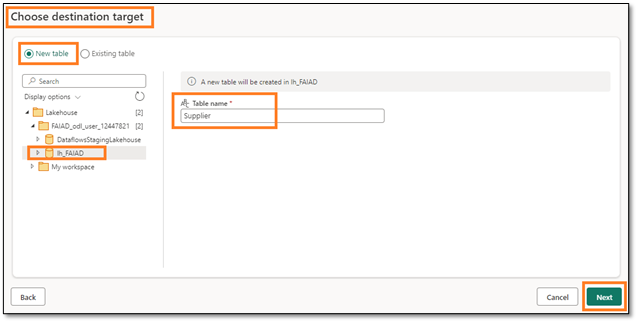 Choose destination target
New table
Existing table
Search
Display options
Lakehouse [2]
FAIAD_odl_user_12447821 [2]
DataflowsStagingLakehouse
lh_FAIAD
My workspace
A new table will be created in lh_FAIAD
Table name *
Supplier
Back
Cancel
Next